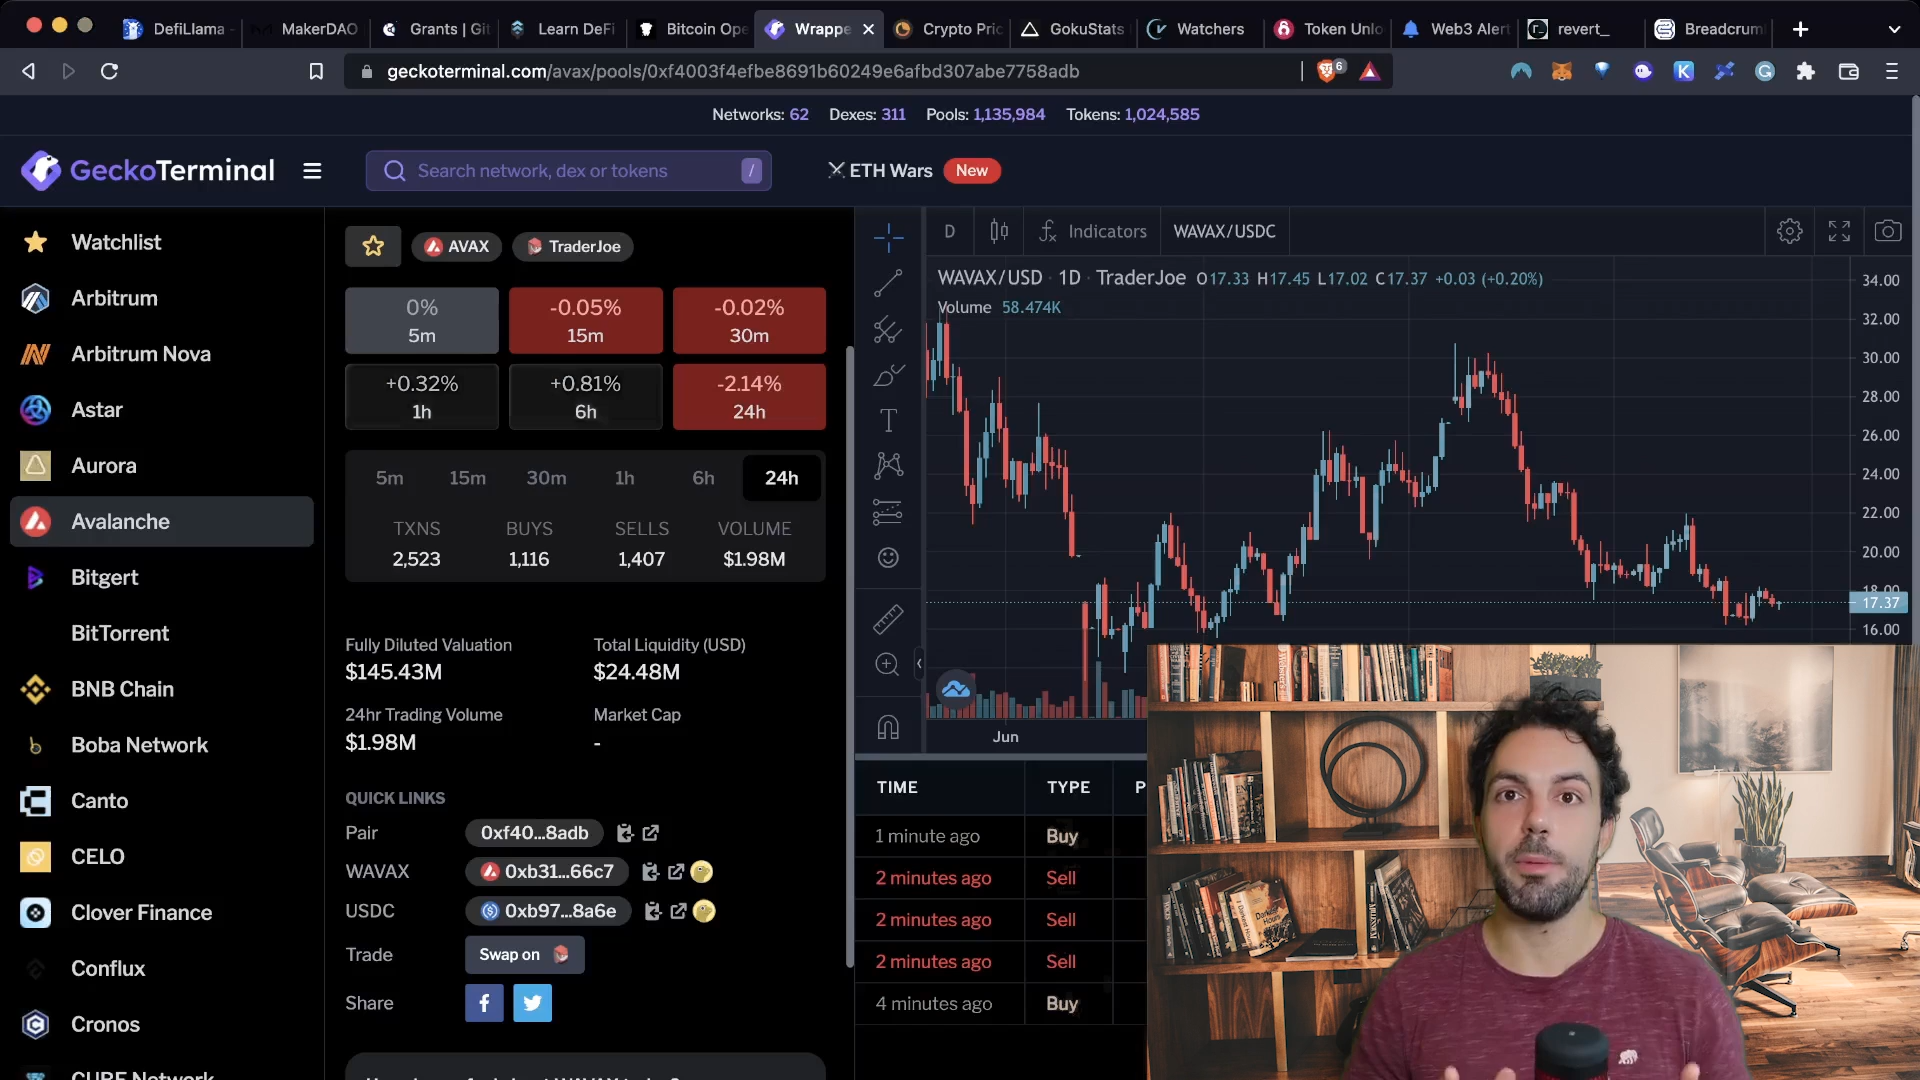 DefiLlama
MakerDAO
Grants | Git
Learn DeFi
Bitcoin Ope
Wrappe
Crypto Pric
GokuStats
Watchers
Token Unlo
Web3 Alert
revert_
Breadcrum
geckoterminal.com/avax/pools/0xf4003f4efbe8691b60249e6afbd307abe7758adb
6
Networks: 62 Dexes: 311 Pools: 1,135,984 Tokens: 1,024,585
GeckoTerminal
Search network, dex or tokens
/
ETH Wars
New
Watchlist
Arbitrum
Arbitrum Nova
Astar
Aurora
Avalanche
Bitgert
BitTorrent
BNB Chain
Boba Network
Canto
CELO
Clover Finance
Conflux
Cronos
CUBE Network
AVAX
TraderJoe
0%
5m
-0.05%
15m
-0.02%
30m
+0.32%
1h
+0.81%
6h
-2.14%
24h
5m 15m 30m 1h 6h 24h
TXNS BUYS SELLS VOLUME
2,523 1,116 1,407 $1.98M
Fully Diluted Valuation
$145.43M
Total Liquidity (USD)
$24.48M
24hr Trading Volume
$1.98M
Market Cap
-
QUICK LINKS
Pair 0xf40...8adb
WAVAX 0xb31...66c7
USDC 0xb97...8a6e
Trade Swap on
Share
D
Indicators
WAVAX/USDC
WAVAX/USD · 1D · TraderJoe O17.33 H17.45 L17.02 C17.37 +0.03 (+0.20%)
Volume 58.474K
34.00
32.00
30.00
28.00
26.00
24.00
22.00
20.00
18.00
17.37
16.00
Jun
TIME TYPE P
1 minute ago Buy
2 minutes ago Sell
2 minutes ago Sell
2 minutes ago Sell
4 minutes ago Buy